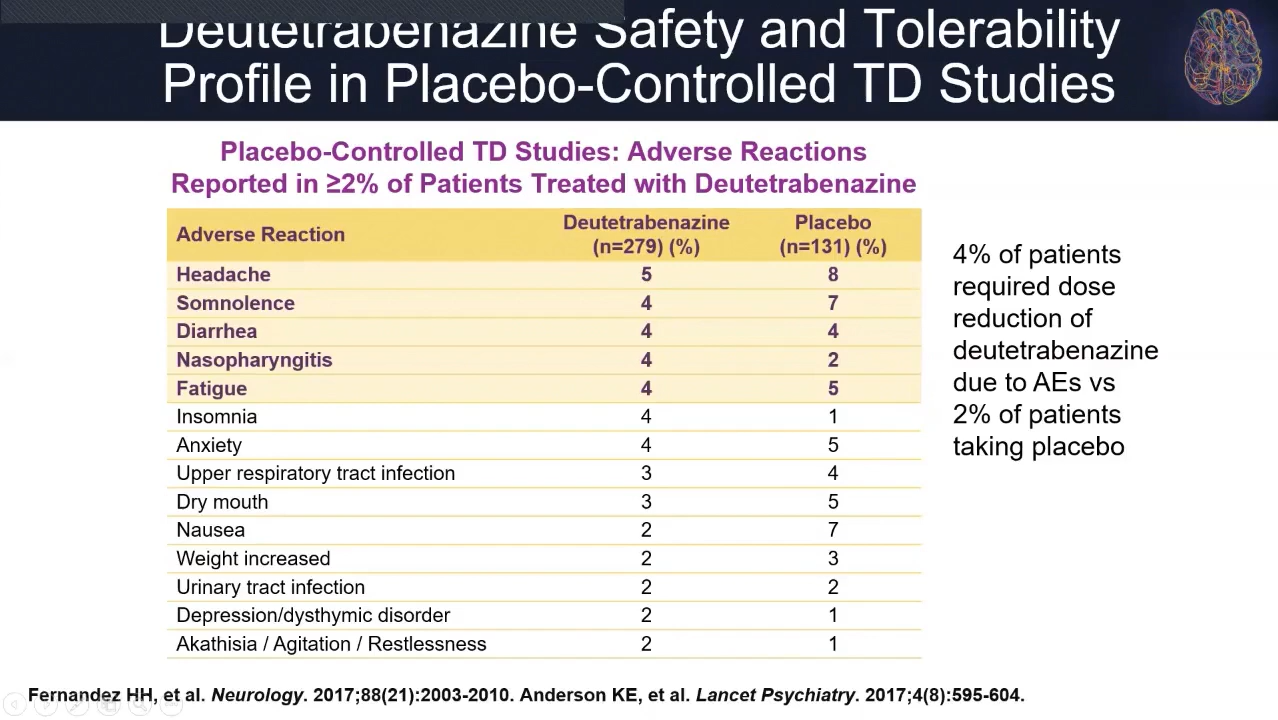 Deutetrabenazine Safety and Tolerability
Profile in Placebo-Controlled TD Studies
Placebo-Controlled TD Studies: Adverse Reactions
Reported in ≥2% of Patients Treated with Deutetrabenazine
Adverse Reaction Deutetrabenazine (n=279) (%) Placebo (n=131) (%)
Headache 5 8
Somnolence 4 7
Diarrhea 4 4
Nasopharyngitis 4 2
Fatigue 4 5
Insomnia 4 1
Anxiety 4 5
Upper respiratory tract infection 3 4
Dry mouth 3 5
Nausea 2 7
Weight increased 2 3
Urinary tract infection 2 2
Depression/dysthymic disorder 2 1
Akathisia / Agitation / Restlessness 2 1
4% of patients
required dose
reduction of
deutetrabenazine
due to AEs vs
2% of patients
taking placebo
Fernandez HH, et al. Neurology. 2017;88(21):2003-2010. Anderson KE, et al. Lancet Psychiatry. 2017;4(8):595-604.